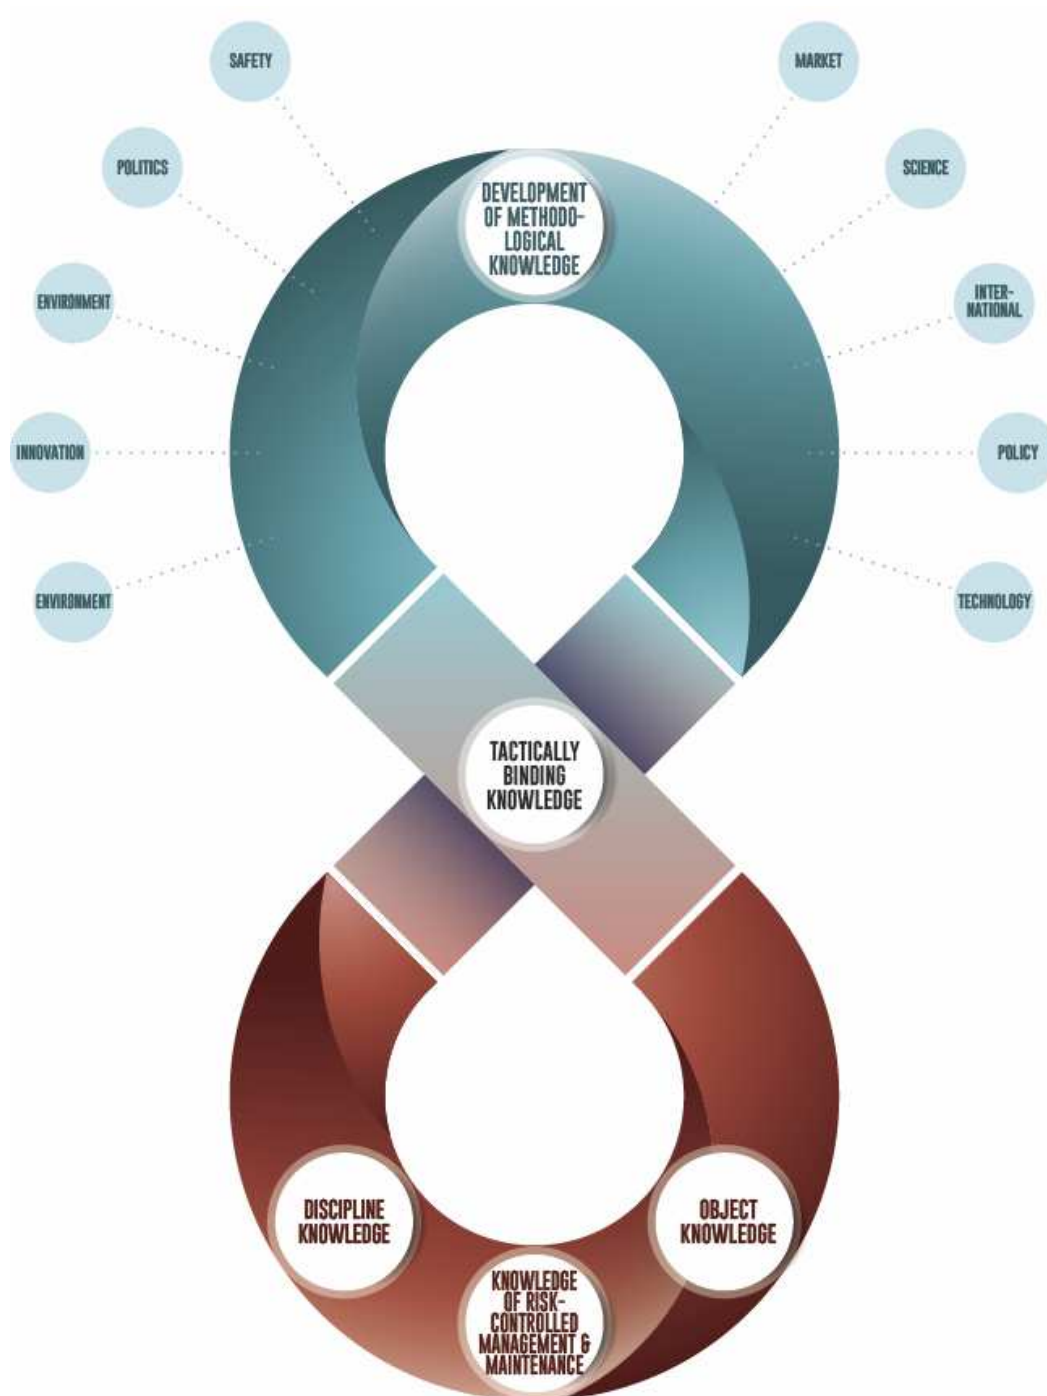 SAFETY
MARKET
POLITICS
SCIENCE
DEVELOPMENT
OF METHODO-
LOGICAL
KNOWLEDGE
ENVIRONMENT
INTER-
NATIONAL
INNOVATION
POLICY
ENVIRONMENT
TECHNOLOGY
TACTICALLY
BINDING
KNOWLEDGE
DISCIPLINE
KNOWLEDGE
OBJECT
KNOWLEDGE
KNOWLEDGE
OF RISK-
CONTROLLED
MANAGEMENT &
MAINTENANCE